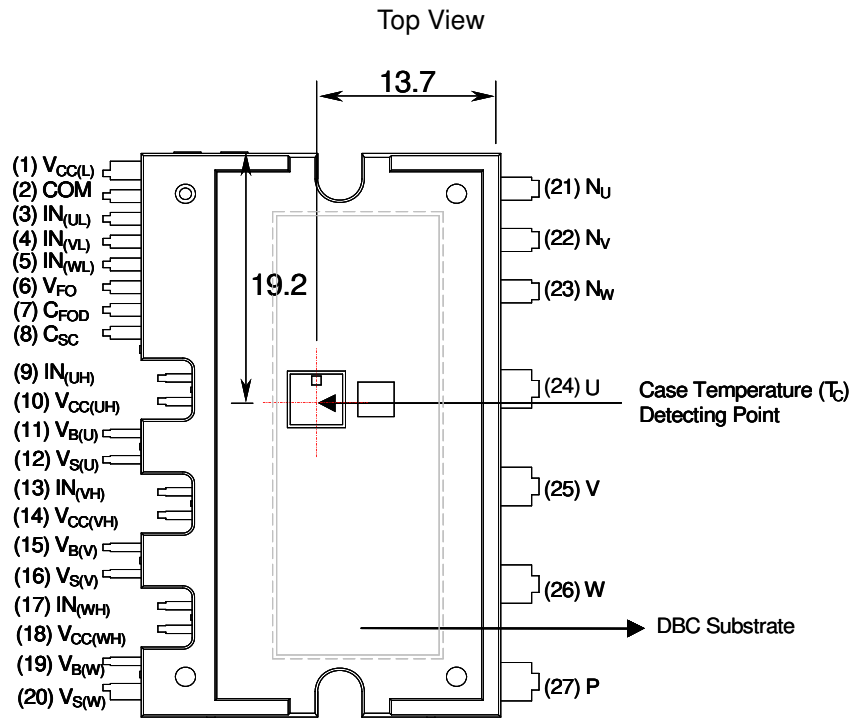 Top View
13.7
19.2
(1) VCC(L)
(2) COM
(3) IN(UL)
(4) IN(VL)
(5) IN(WL)
(6) VFO
(7) CFOD
(8) CSC
(9) IN(UH)
(10) VCC(UH)
(11) VB(U)
(12) VS(U)
(13) IN(VH)
(14) VCC(VH)
(15) VB(V)
(16) VS(V)
(17) IN(WH)
(18) VCC(WH)
(19) VB(W)
(20) VS(W)
(21) NU
(22) NV
(23) NW
(24) U
(25) V
(26) W
(27) P
Case Temperature (TC)
Detecting Point
DBC Substrate